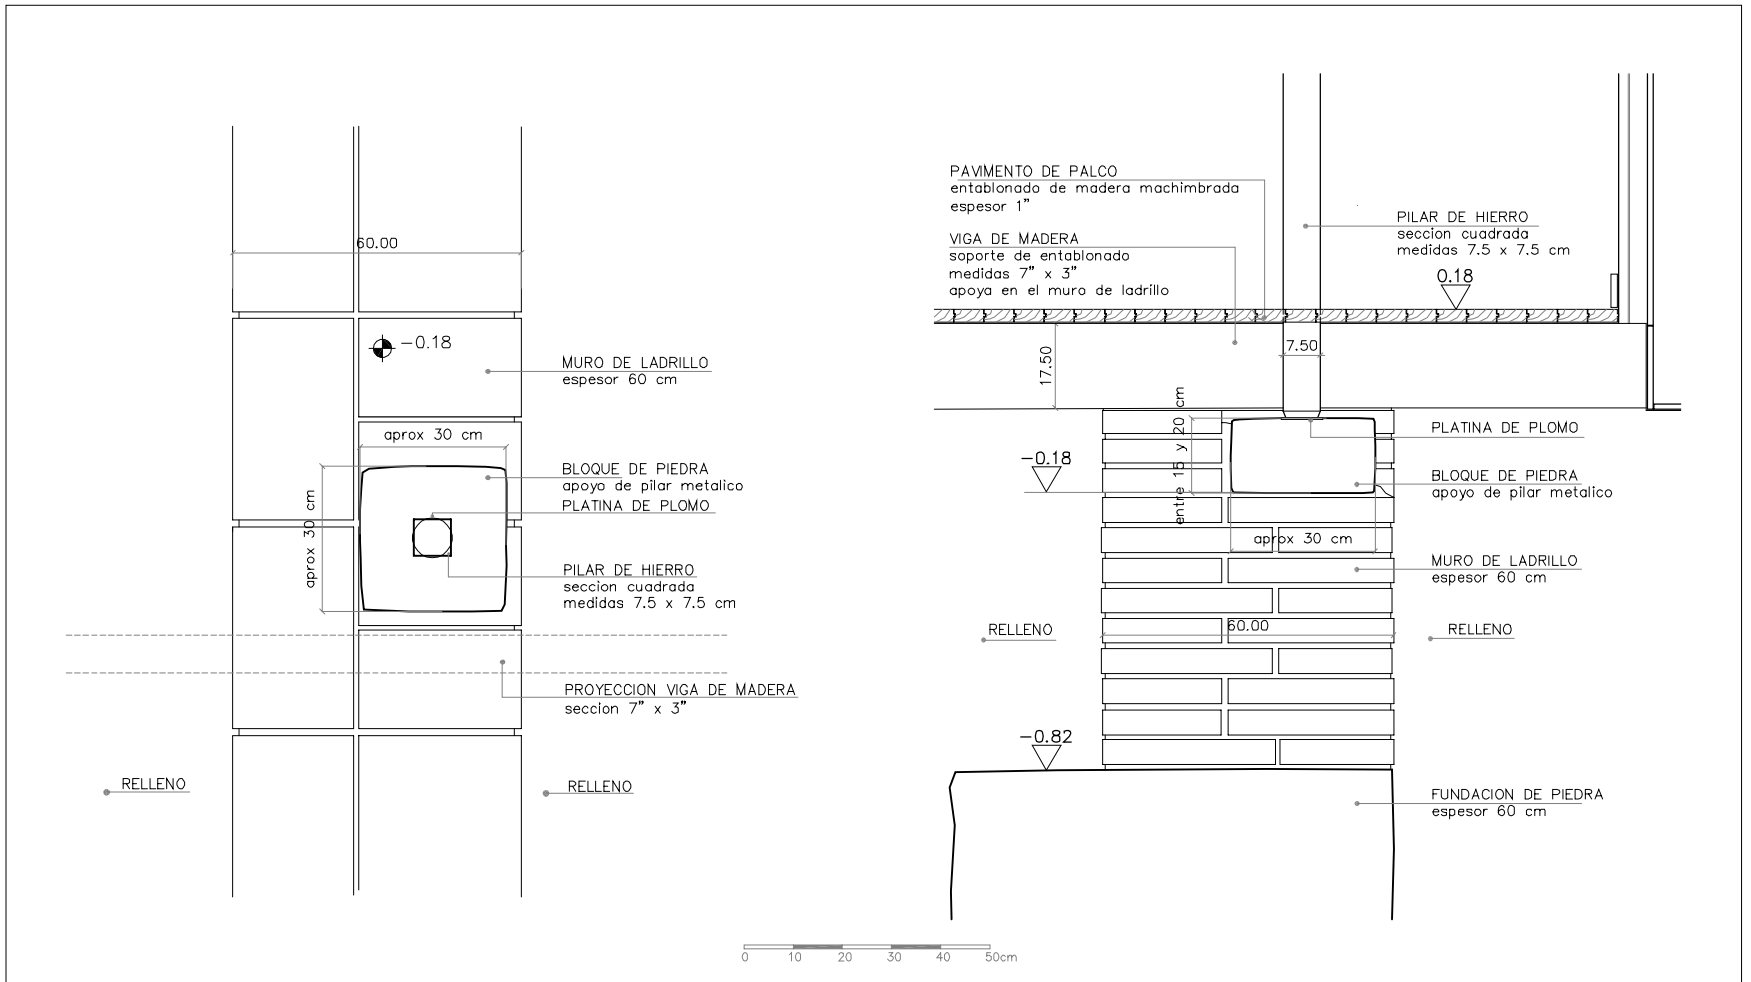 60.00
-0.18
MURO DE LADRILLO
espesor 60 cm
aprox 30 cm
aprox 30 cm
BLOQUE DE PIEDRA
apoyo de pilar metalico
PLATINA DE PLOMO
PILAR DE HIERRO
seccion cuadrada
medidas 7.5 x 7.5 cm
PROYECCION VIGA DE MADERA
seccion 7" x 3"
RELLENO
RELLENO
PAVIMENTO DE PALCO
entablonado de madera machimbrada
espesor 1"
VIGA DE MADERA
soporte de entablonado
medidas 7" x 3"
apoya en el muro de ladrillo
PILAR DE HIERRO
seccion cuadrada
medidas 7.5 x 7.5 cm
0.18
17.50
7.50
entre 15 y 20 cm
-0.18
PLATINA DE PLOMO
BLOQUE DE PIEDRA
apoyo de pilar metalico
aprox 30 cm
MURO DE LADRILLO
espesor 60 cm
RELLENO
60.00
RELLENO
-0.82
FUNDACION DE PIEDRA
espesor 60 cm
0 10 20 30 40 50cm